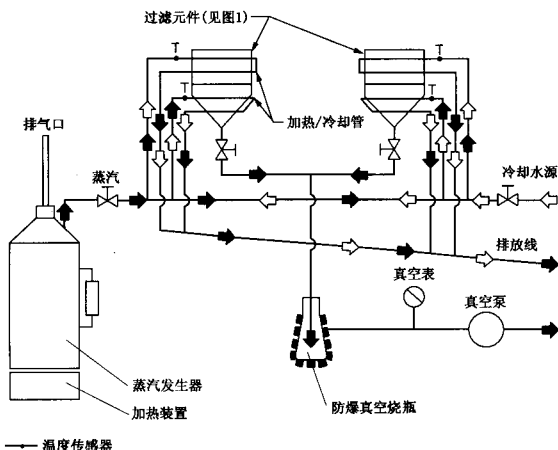 过滤元件(见图1)
T
T
T
T
加热/冷却管
排气口
蒸汽
冷却水源
排放线
真空表
真空泵
蒸汽发生器
加热装置
防爆真空烧瓶
温度传感器